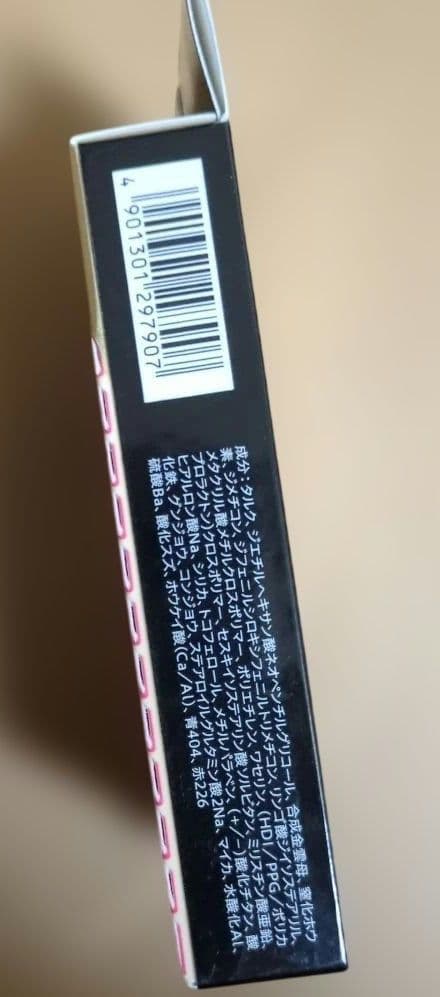 4 901301 297907
成分：タルク、ジエチルヘキサン酸ネオペンチルグリコール、合成金雲母、窒化ホウ
素、ジメチコン、ジフェニルシロキシフェニルトリメチコン、リンゴ酸ジイソステアリル、
メタクリル酸メチルクロスポリマー、ポリエチレン、ワセリン、(HDI/PPG/ポリカ
プロラクトン)クロスポリマー、セスキイソステアリン酸ソルビタン、ミリスチン酸亜鉛、
ヒアルロン酸Na、シリカ、トコフェロール、メチルパラベン、(+/-)酸化チタン、酸
化鉄、グンジョウ、コンジョウ、ステアロイルグルタミン酸2Na、マイカ、水酸化Al、
硫酸Ba、酸化スズ、ホウケイ酸(Ca/Al)、青404、赤226